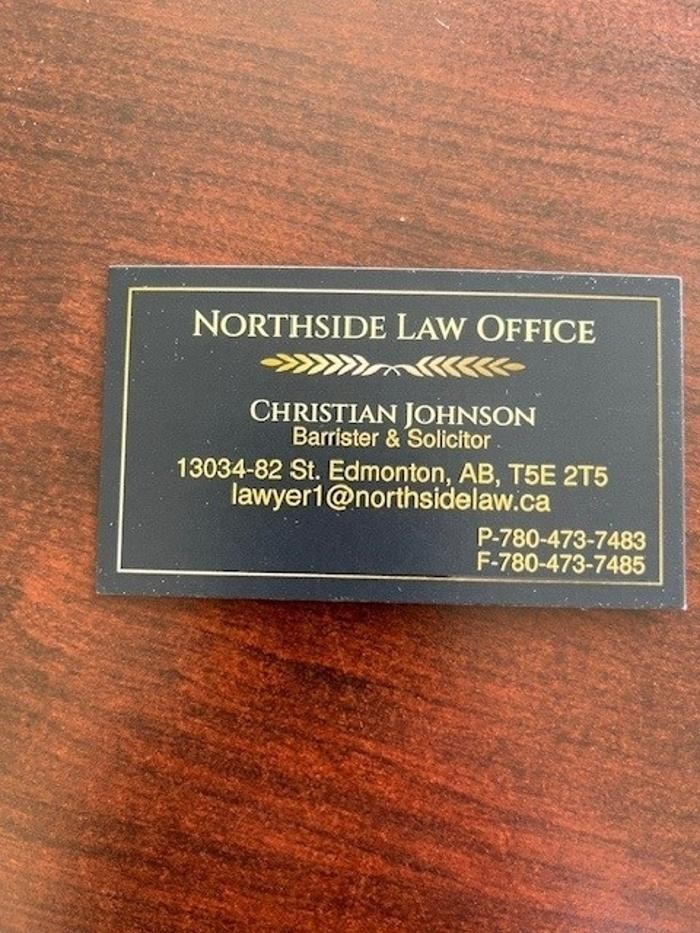 NORTHSIDE LAW OFFICE
CHRISTIAN JOHNSON
Barrister & Solicitor
13034-82 St. Edmonton, AB, T5E 2T5
lawyer1@northsidelaw.ca
P-780-473-7483
F-780-473-7485